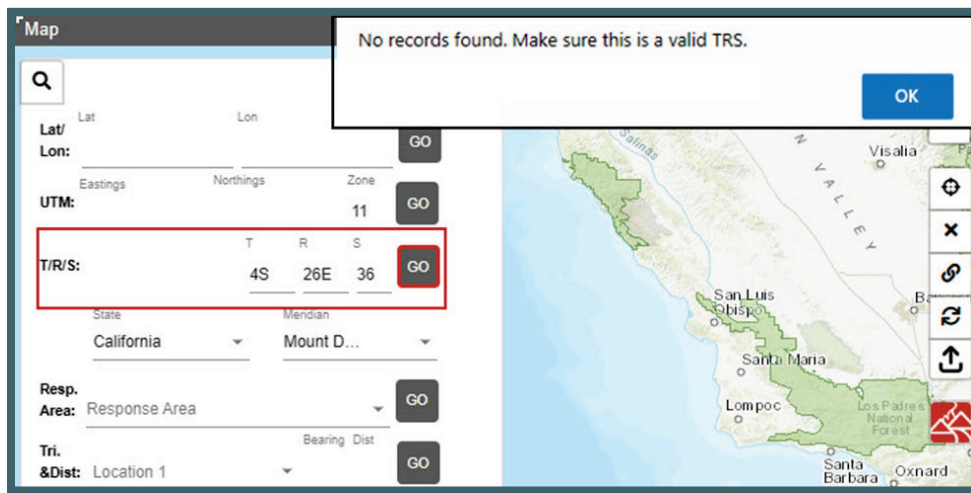 Map
No records found. Make sure this is a valid TRS.
OK
Lat Lon
Lat/
Lon:
GO
Eastings Northings Zone
UTM:
11
GO
T R S
T/R/S:
4S 26E 36
GO
State Meridian
California Mount D...
Resp.
Area: Response Area
GO
Bearing Dist
Tri.
&Dist: Location 1
GO
Salinas
N VALLEY
Visalia
San Luis
Obispo
Santa Maria
Lompoc
Los Padres
National
Forest
Santa
Barbara
Oxnard